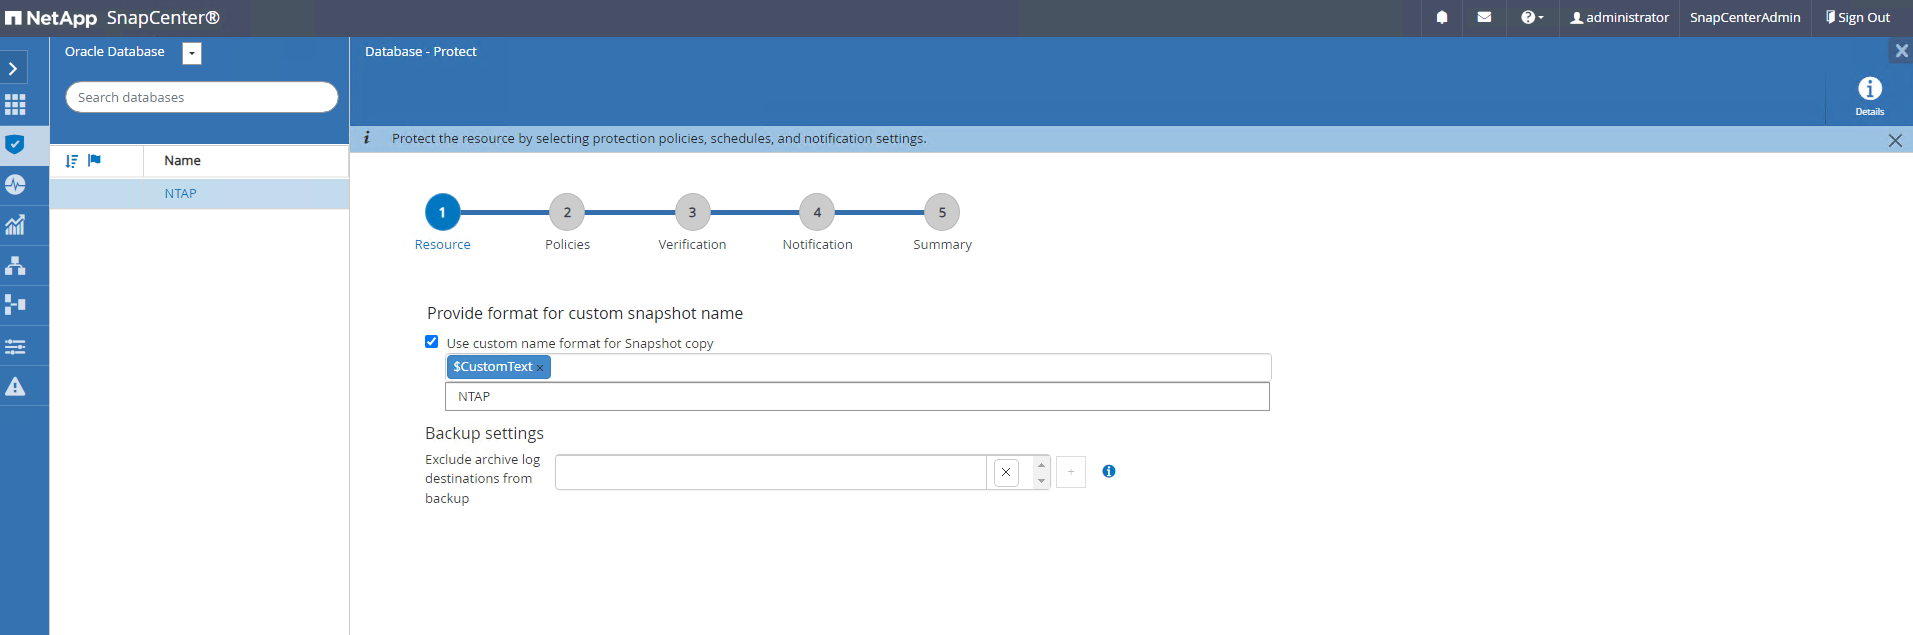 NetApp SnapCenter®
administrator
SnapCenterAdmin
Sign Out
Oracle Database
Search databases
Name
NTAP
Database - Protect
Details
Protect the resource by selecting protection policies, schedules, and notification settings.
1 2 3 4 5
Resource Policies Verification Notification Summary
Provide format for custom snapshot name
Use custom name format for Snapshot copy
$CustomText ×
NTAP
Backup settings
Exclude archive log
destinations from
backup